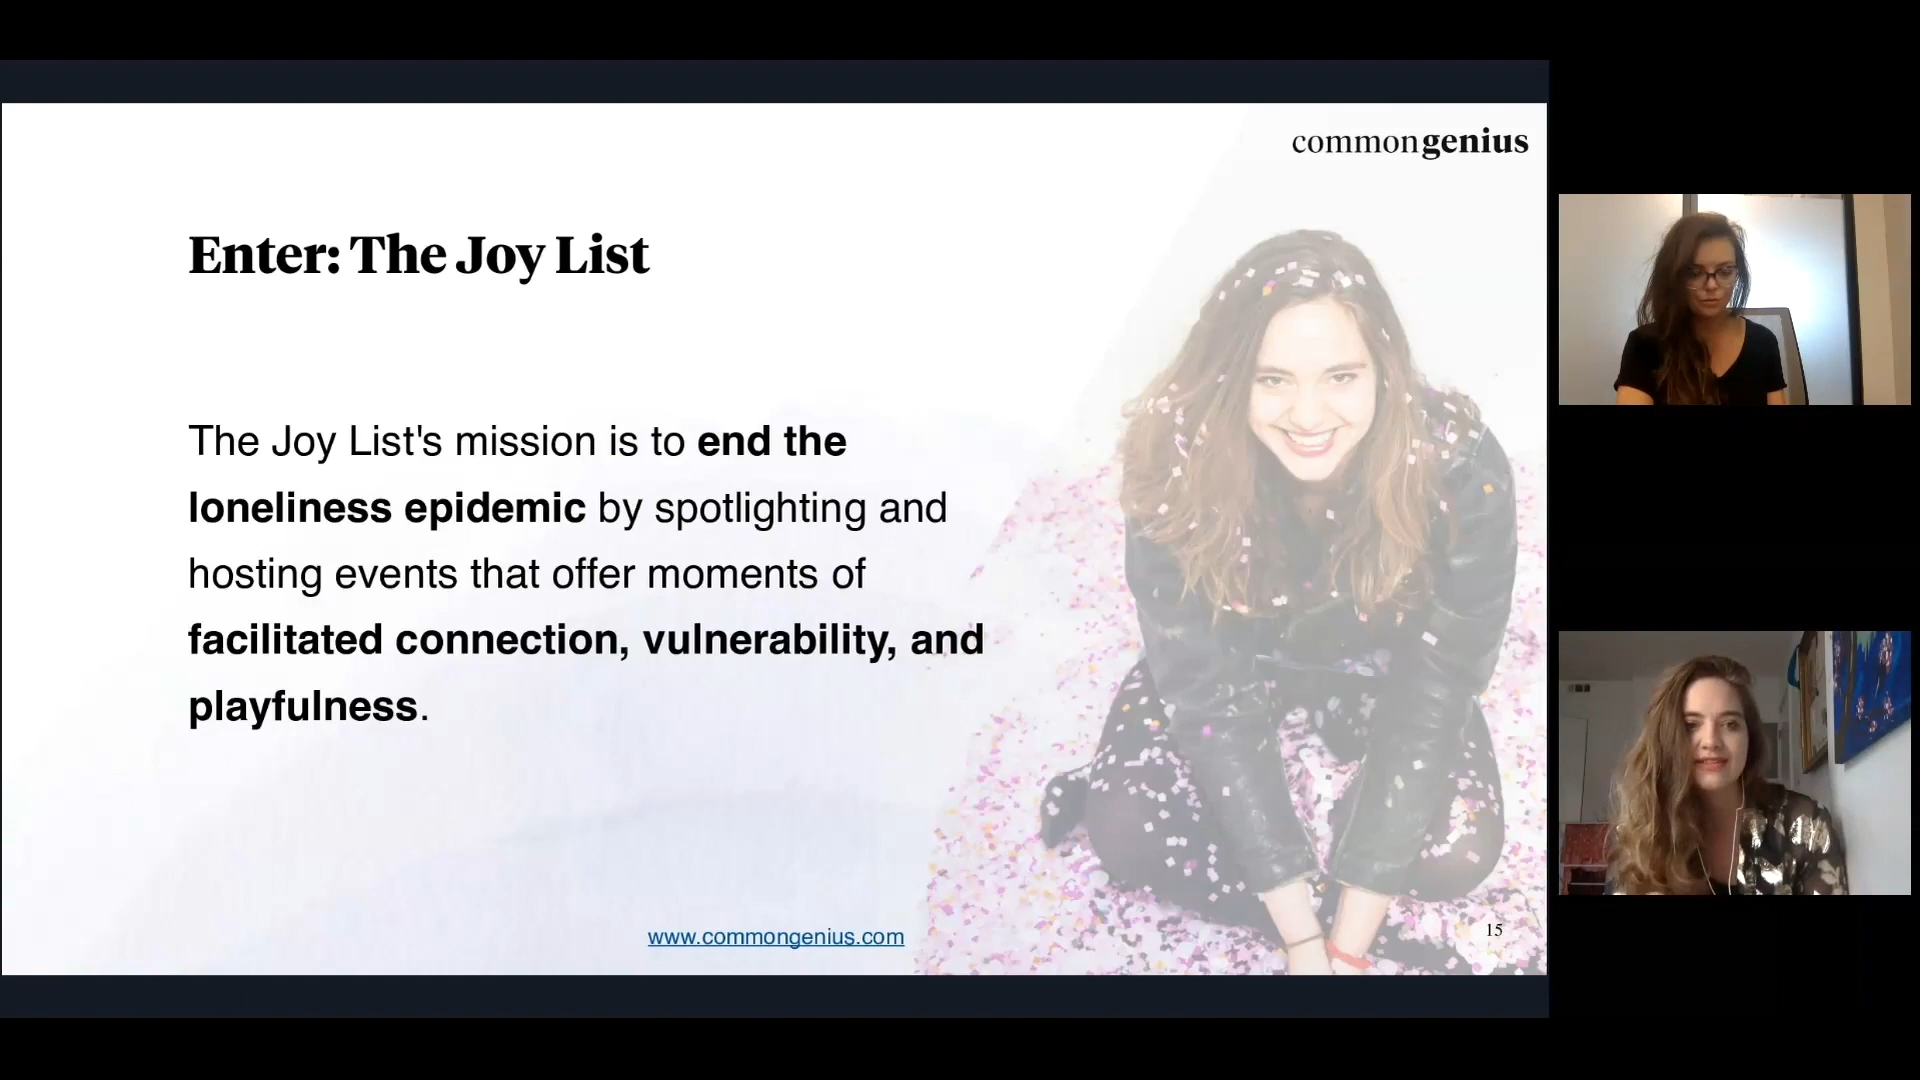 commongenius
Enter: The Joy List
The Joy List's mission is to end the
loneliness epidemic by spotlighting and
hosting events that offer moments of
facilitated connection, vulnerability, and
playfulness.
www.commongenius.com
15